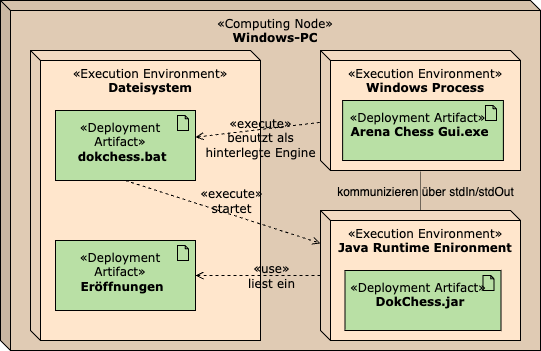 «Computing Node»
Windows-PC
«Execution Environment»
Dateisystem
«Deployment
Artifact»
dokchess.bat
«execute»
benutzt als
hinterlegte Engine
«Execution Environment»
Windows Process
«Deployment Artifact»
Arena Chess Gui.exe
kommunizieren über stdIn/stdOut
«execute»
startet
«Execution Environment»
Java Runtime Enironment
«Deployment Artifact»
DokChess.jar
«use»
liest ein
«Deployment
Artifact»
Eröffnungen